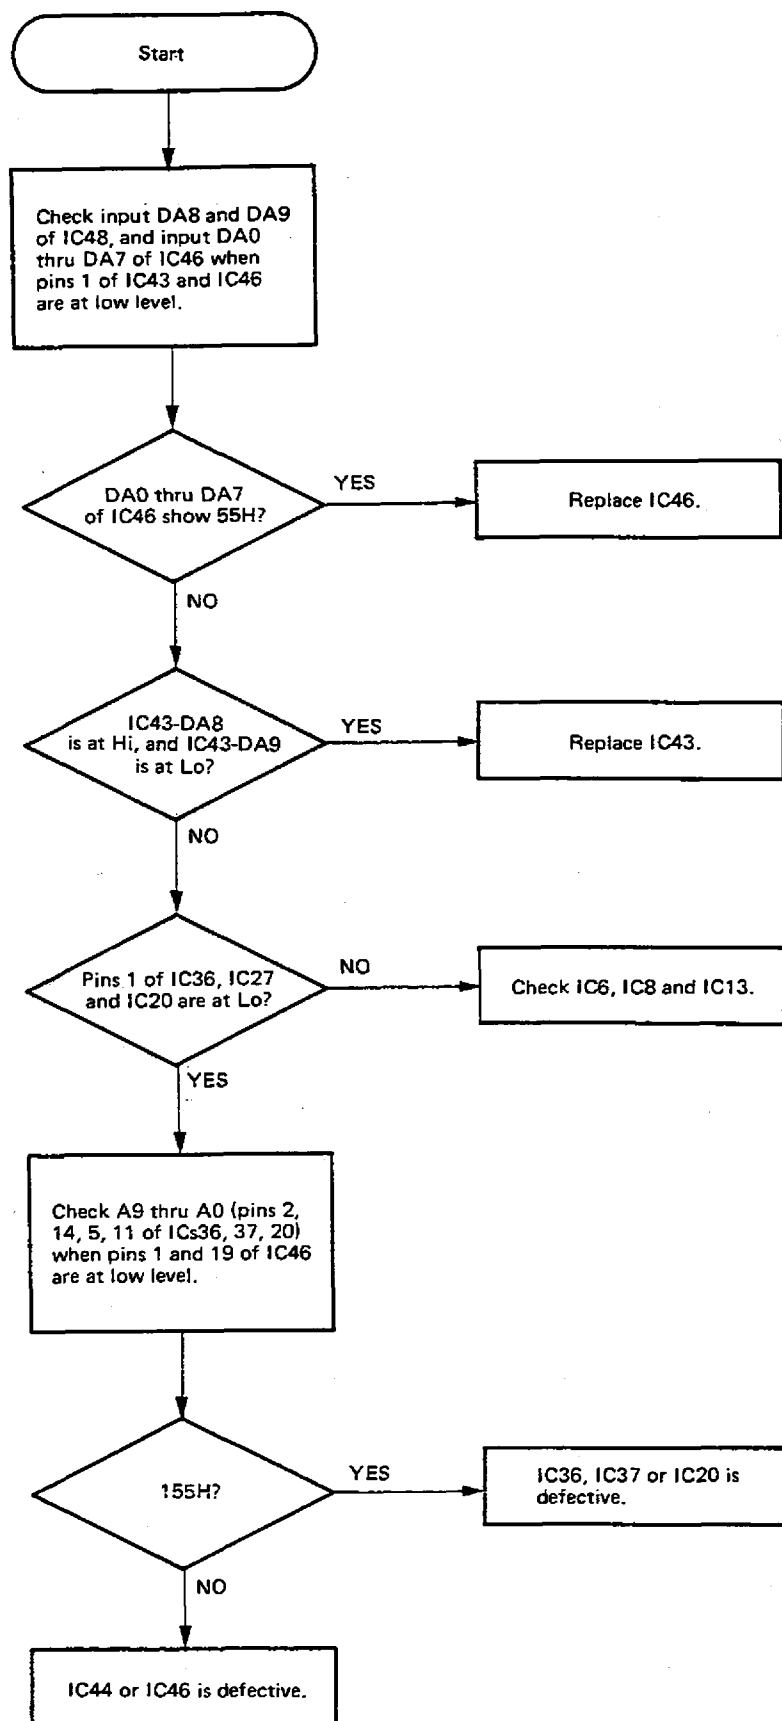 Start
Check input DA8 and DA9
of IC48, and input DA0
thru DA7 of IC46 when
pins 1 of IC43 and IC46
are at low level.
DA0 thru DA7
of IC46 show 55H?
YES
Replace IC46.
NO
IC43-DA8
is at Hi, and IC43-DA9
is at Lo?
YES
Replace IC43.
NO
Pins 1 of IC36, IC27
and IC20 are at Lo?
NO
Check IC6, IC8 and IC13.
YES
Check A9 thru A0 (pins 2,
14, 5, 11 of ICs36, 37, 20)
when pins 1 and 19 of IC46
are at low level.
155H?
YES
IC36, IC37 or IC20 is
defective.
NO
IC44 or IC46 is defective.